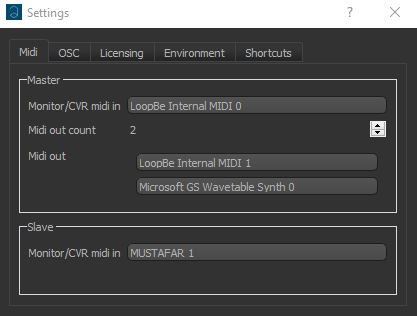 Settings
Midi OSC Licensing Environment Shortcuts
Master
Monitor/CVR midi in LoopBe Internal MIDI 0
Midi out count 2
Midi out LoopBe Internal MIDI 1
Microsoft GS Wavetable Synth 0
Slave
Monitor/CVR midi in MUSTAFAR 1